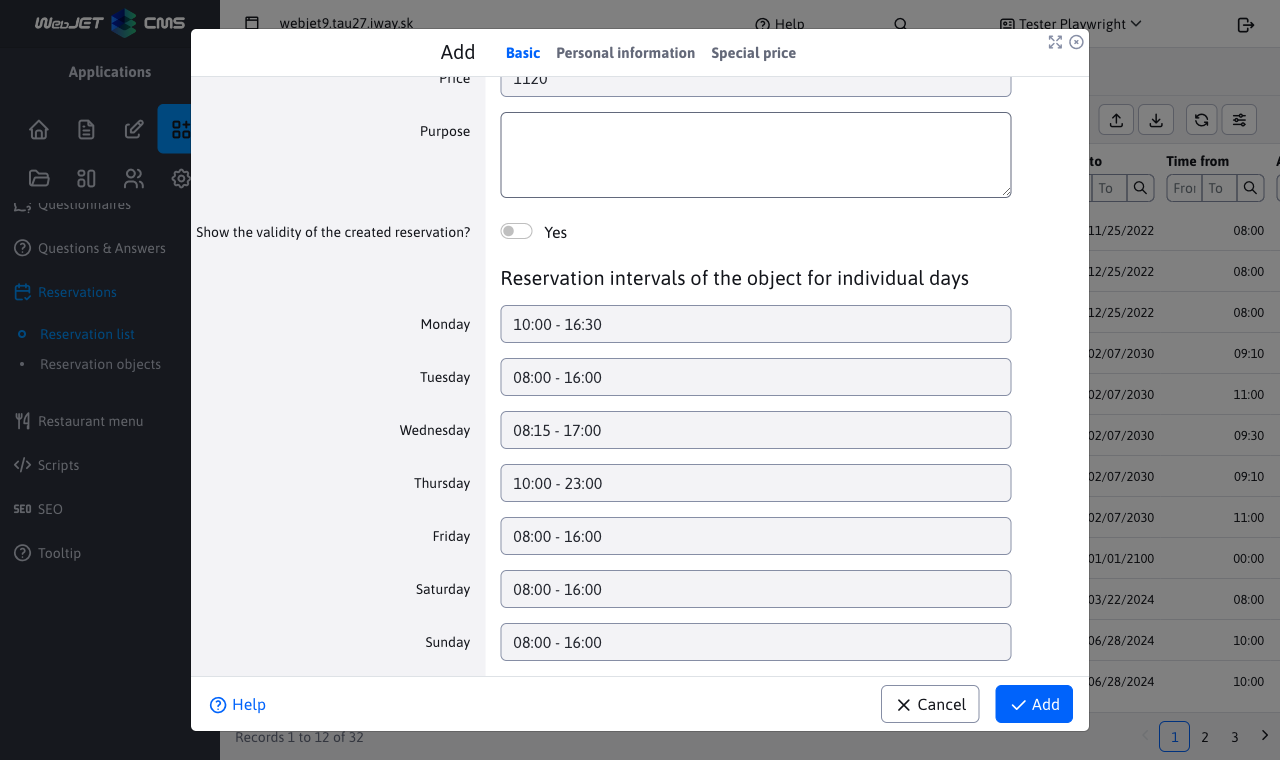 WebJET CMS
webjet9.tau27.iway.sk
Help
Tester Playwright
Applications
Questionnaires
Questions & Answers
Reservations
Reservation list
Reservation objects
Restaurant menu
Scripts
SEO SEO
Tooltip
Add
Basic Personal information Special price
Price 1120
Purpose
Show the validity of the created reservation? Yes
Reservation intervals of the object for individual days
Monday 10:00 - 16:30
Tuesday 08:00 - 16:00
Wednesday 08:15 - 17:00
Thursday 10:00 - 23:00
Friday 08:00 - 16:00
Saturday 08:00 - 16:00
Sunday 08:00 - 16:00
Help
Cancel
Add
to Time from
To To
11/25/2022 08:00
12/25/2022 08:00
12/25/2022 08:00
02/07/2030 09:10
02/07/2030 11:00
02/07/2030 09:30
02/07/2030 09:10
02/07/2030 11:00
01/01/2100 00:00
03/22/2024 08:00
06/28/2024 10:00
06/28/2024 10:00
Records 1 to 12 of 32
1 2 3